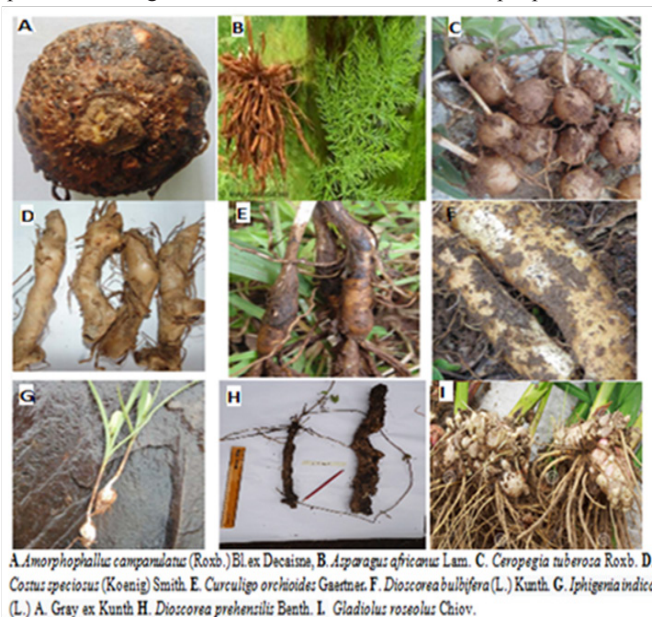 A
B
C
D
E
F
G
H
I
A. Amorphophallus campanulatus (Roxb.) Bl.ex Decaisne, B. Asparagus africanus Lam. C. Ceropegia tuberosa Roxb. D.
Costus speciosus (Koenig) Smith. E. Curculigo orchioides Gaertner. F. Dioscorea bulbifera (L.) Kunth. G. Iphigenia indica
(L.) A. Gray ex Kunth H. Dioscorea prehensilis Benth. I. Gladiolus roseolus Chiov.